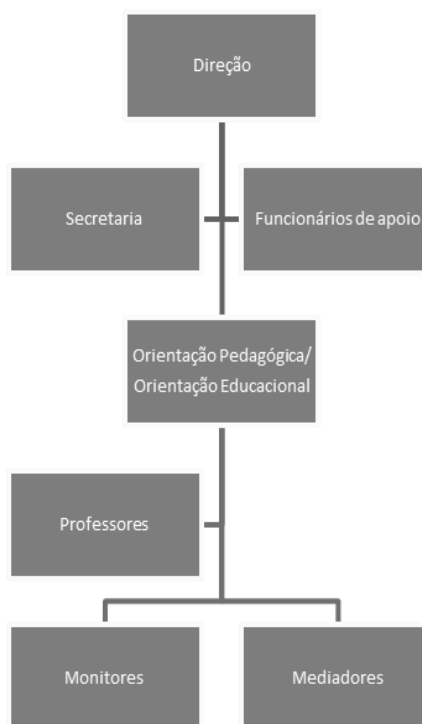 Direção
Secretaria
Funcionários de apoio
Orientação Pedagógica/
Orientação Educacional
Professores
Monitores
Mediadores